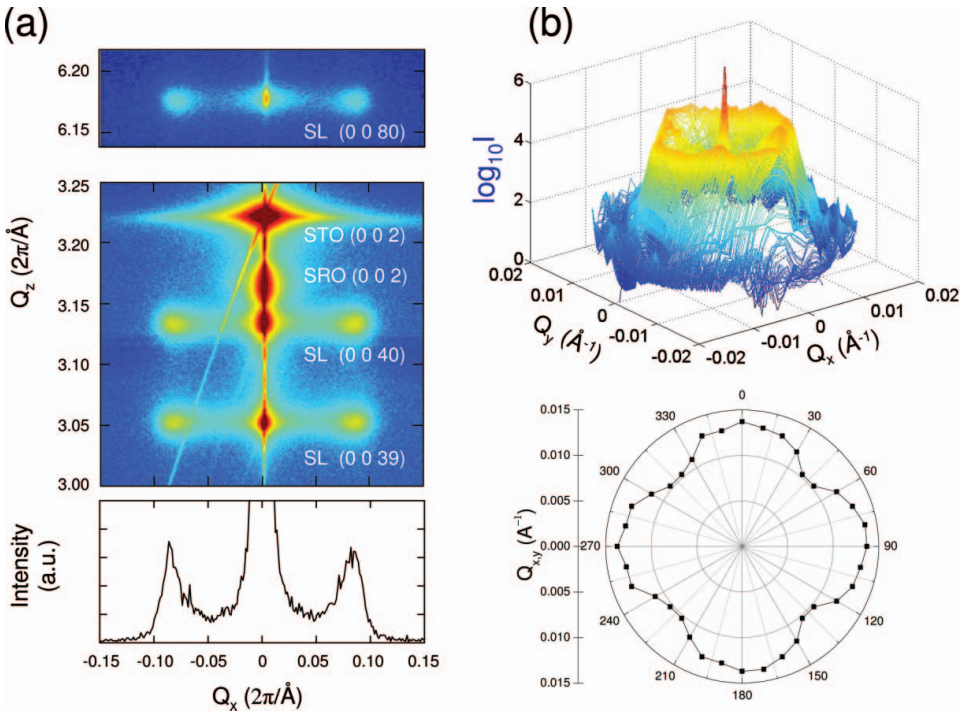 (a)
6.20
6.15
SL (0 0 80)
3.25
3.20
3.15
3.10
3.05
3.00
Q_z (2π/Å)
STO (0 0 2)
SRO (0 0 2)
SL (0 0 40)
SL (0 0 39)
Intensity
(a.u.)
-0.15 -0.10 -0.05 0 0.05 0.10 0.15
Q_x (2π/Å)
(b)
6
4
2
0
log₁₀I
0.02
0.01
0
-0.01
-0.02
Q_y (Å⁻¹)
-0.02
-0.01
0
0.01
0.02
Q_x (Å⁻¹)
0.015
0.010
0.005
0.000
0.005
0.010
0.015
Q_x,y (A⁻¹)
0
30
60
90
120
150
180
210
240
270
300
330